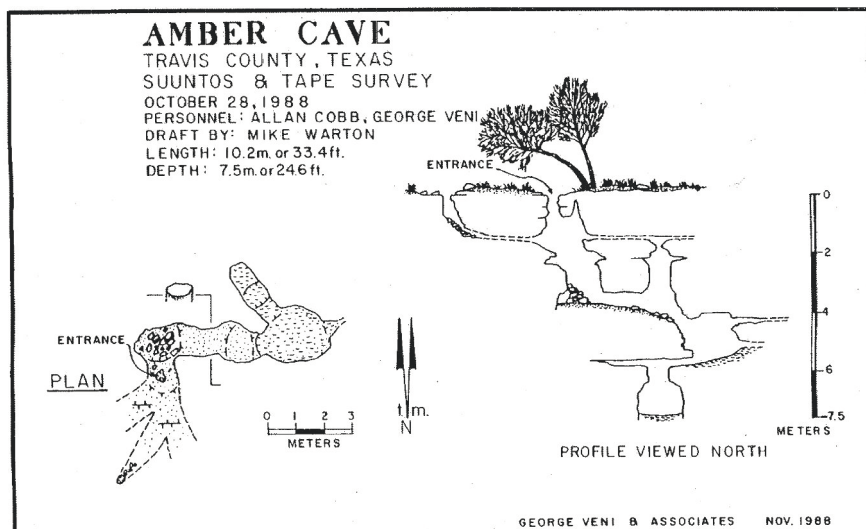 AMBER CAVE
TRAVIS COUNTY, TEXAS
SUUNTOS & TAPE SURVEY
OCTOBER 28, 1988
PERSONNEL: ALLAN COBB, GEORGE VENI
DRAFT BY: MIKE WARTON
LENGTH: 10.2m. or 33.4ft.
DEPTH: 7.5m. or 24.6ft.
ENTRANCE
0
2
4
6
7.5
METERS
PROFILE VIEWED NORTH
ENTRANCE
PLAN
0 1 2 3
METERS
t.m.
N
GEORGE VENI & ASSOCIATES NOV. 1988